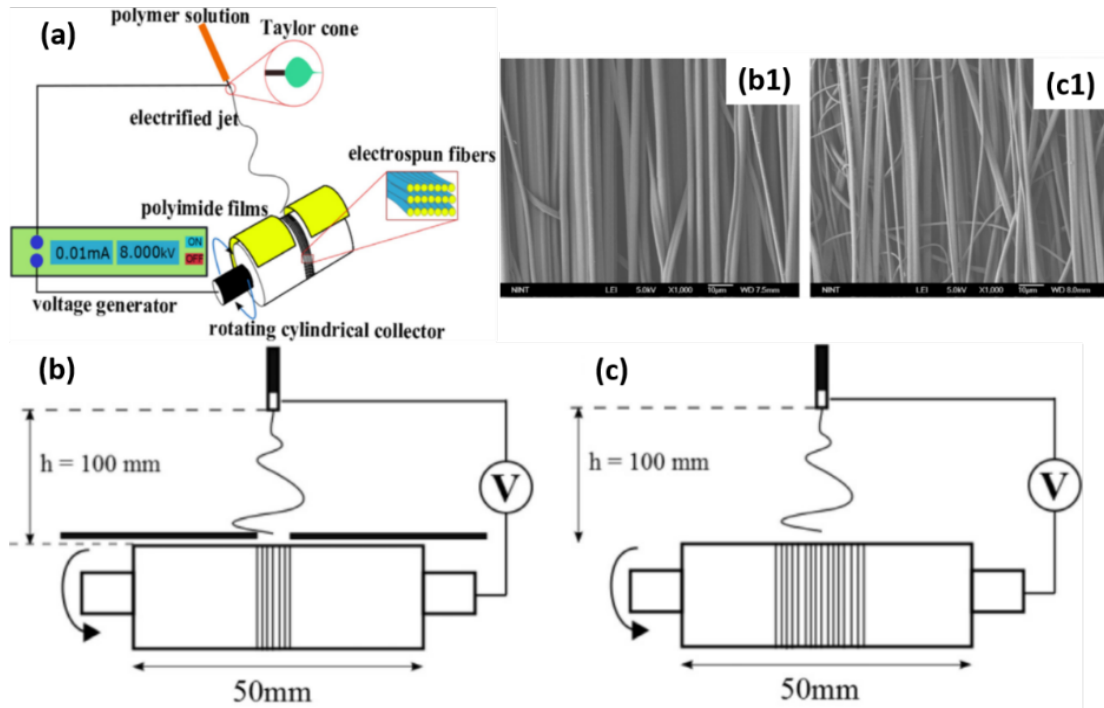 (a)
polymer solution
Taylor cone
electrified jet
electrospun fibers
polyimide films
0.01mA 8.000kV ON
OFF
voltage generator
rotating cylindrical collector
(b1)
NINT LEI 5.0kV X1,000 10μm WD 7.5mm
(c1)
NINT LEI 5.0kV X1,000 10μm WD 8.0mm
(b)
h = 100 mm
V
50mm
(c)
h = 100 mm
V
50mm